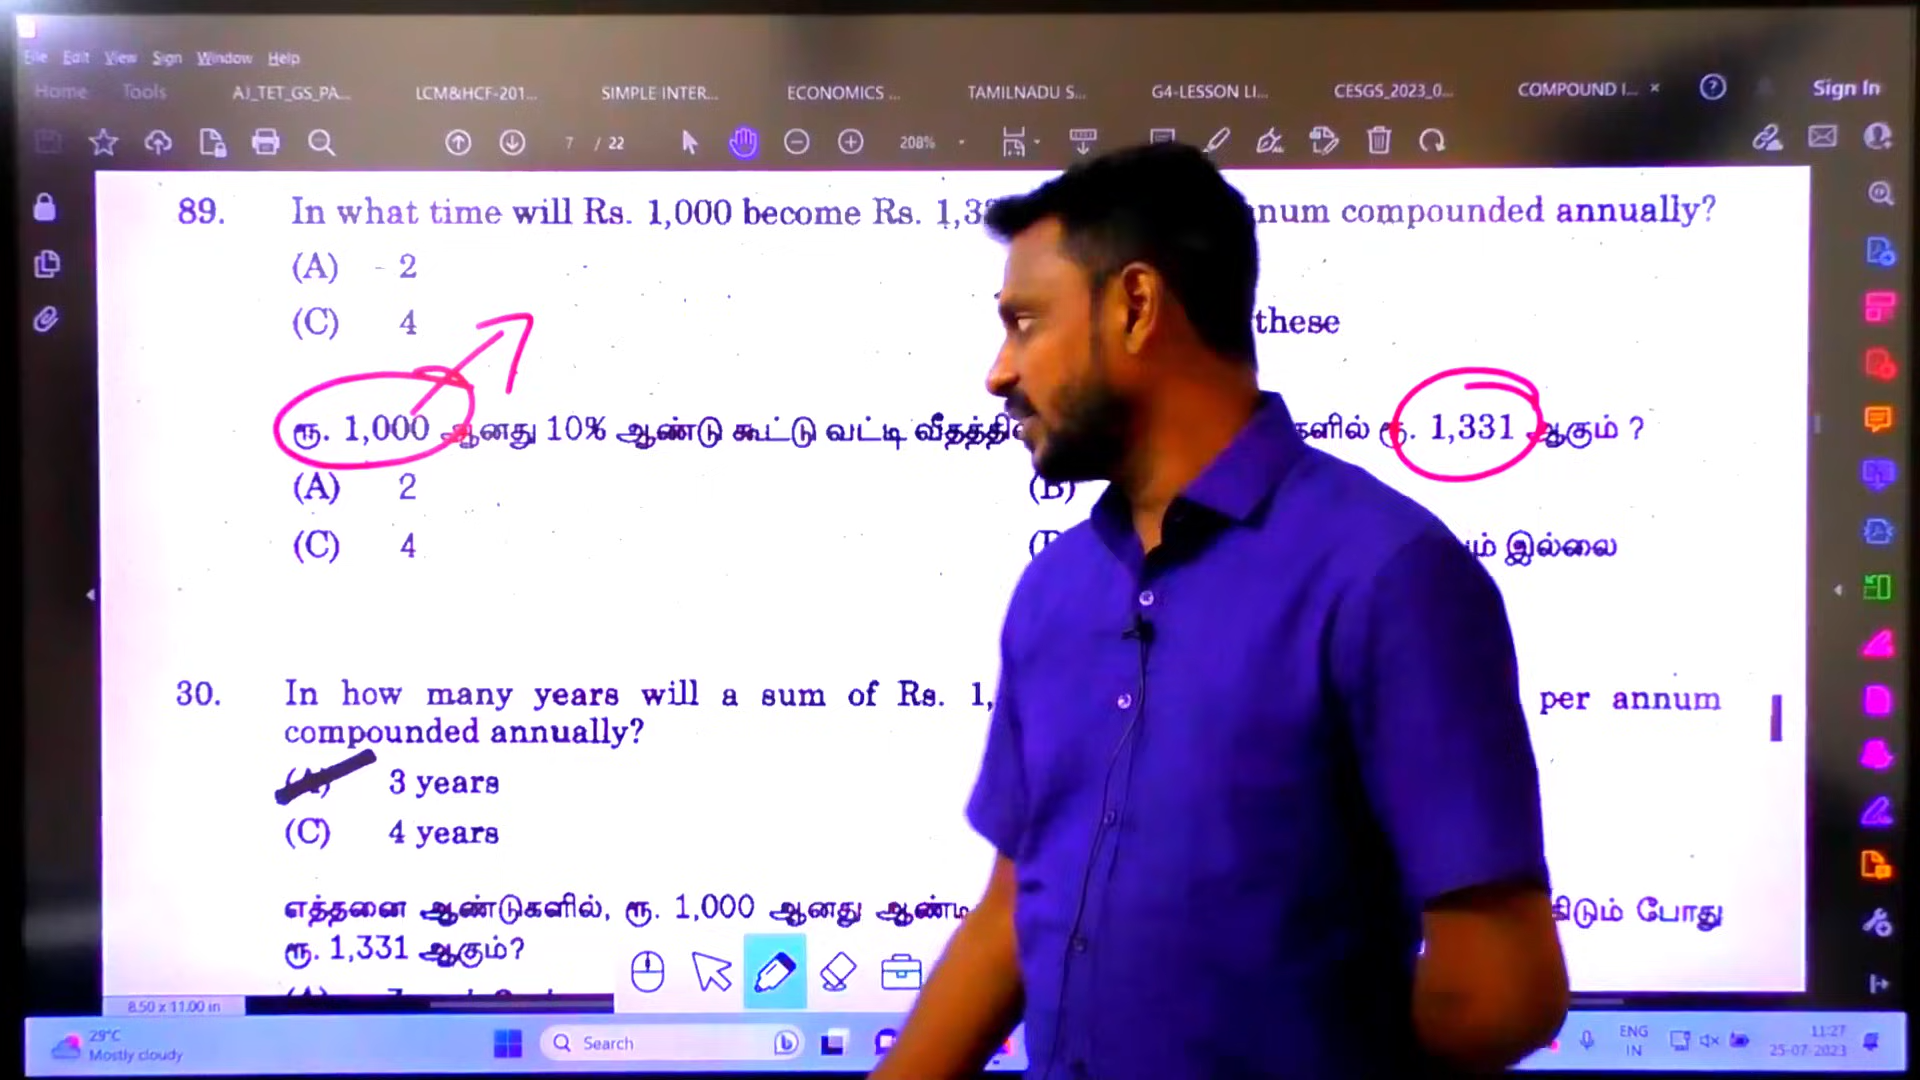 File Edit View Sign Window Help
Home Tools AJ_TET_GS_PA... LCM&HCF-201... SIMPLE INTER... ECONOMICS ... TAMILNADU S... G4-LESSON LI... CESGS_2023_0... COMPOUND I... × Sign In
7 / 22 208%
89. In what time will Rs. 1,000 become Rs. 1,3 num compounded annually?
(A) 2
(C) 4 these
ரூ. 1,000 ஆனது 10% ஆண்டு கூட்டு வட்டி ரூ. 1,331 ஆகும் ?
(A) 2 (B)
(C) 4 இல்லை
30. In how many years will a sum of Rs. 1, per annum
compounded annually?
(A) 3 years
(C) 4 years
எத்தனை ஆண்டுகளில், ரூ. 1,000 ஆனது போது
ரூ. 1,331 ஆகும்?
8.50 x 11.00 in
29°C
Mostly cloudy
Search
ENG
IN
11:27
25-07-2023